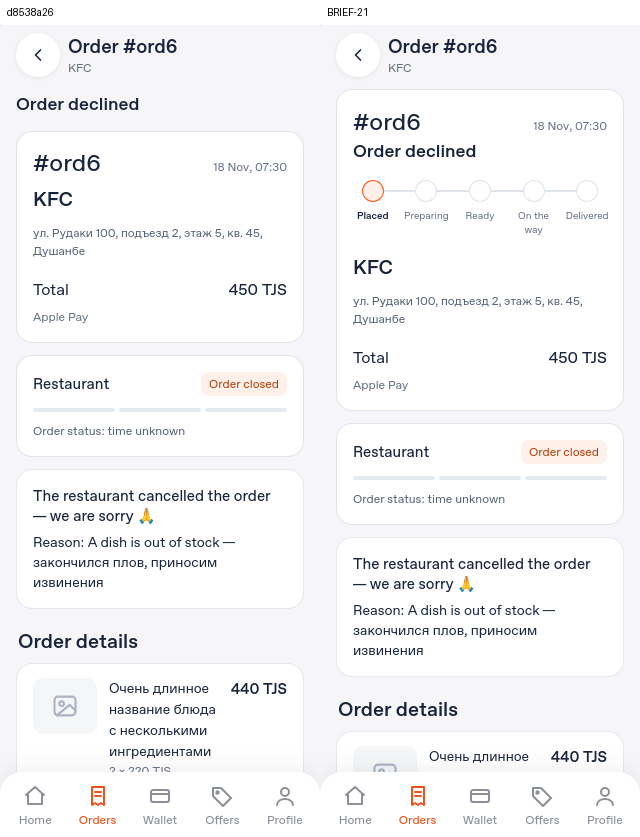 d8538a26
Order #ord6
KFC
Order declined
#ord6
18 Nov, 07:30
KFC
ул. Рудаки 100, подъезд 2, этаж 5, кв. 45,
Душанбе
Total
450 TJS
Apple Pay
Restaurant
Order closed
Order status: time unknown
The restaurant cancelled the order
— we are sorry 🙏
Reason: A dish is out of stock —
закончился плов, приносим
извинения
Order details
Очень длинное
440 TJS
название блюда
с несколькими
ингредиентами
2 x 220 TJS
Home
Orders
Wallet
Offers
Profile
BRIEF-21
Order #ord6
KFC
#ord6
18 Nov, 07:30
Order declined
Placed
Preparing
Ready
On the
way
Delivered
KFC
ул. Рудаки 100, подъезд 2, этаж 5, кв. 45,
Душанбе
Total
450 TJS
Apple Pay
Restaurant
Order closed
Order status: time unknown
The restaurant cancelled the order
— we are sorry 🙏
Reason: A dish is out of stock —
закончился плов, приносим
извинения
Order details
Очень длинное
440 TJS
Home
Orders
Wallet
Offers
Profile